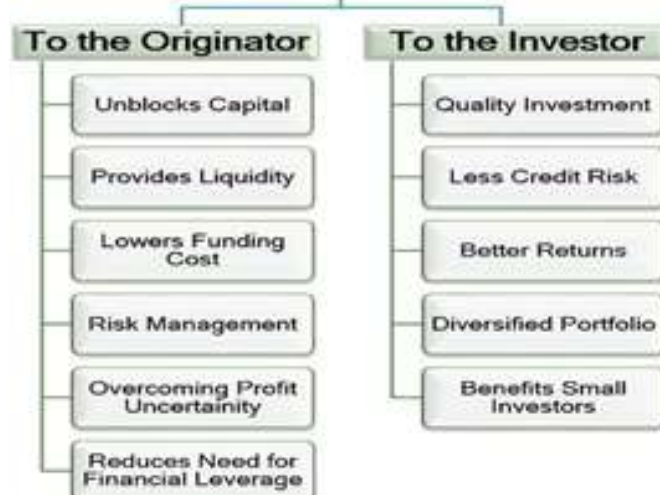 To the Originator
Unblocks Capital
Provides Liquidity
Lowers Funding
Cost
Risk Management
Overcoming Profit
Uncertainity
Reduces Need for
Financial Leverage
To the Investor
Quality Investment
Less Credit Risk
Better Returns
Diversified Portfolio
Benefits Small
Investors